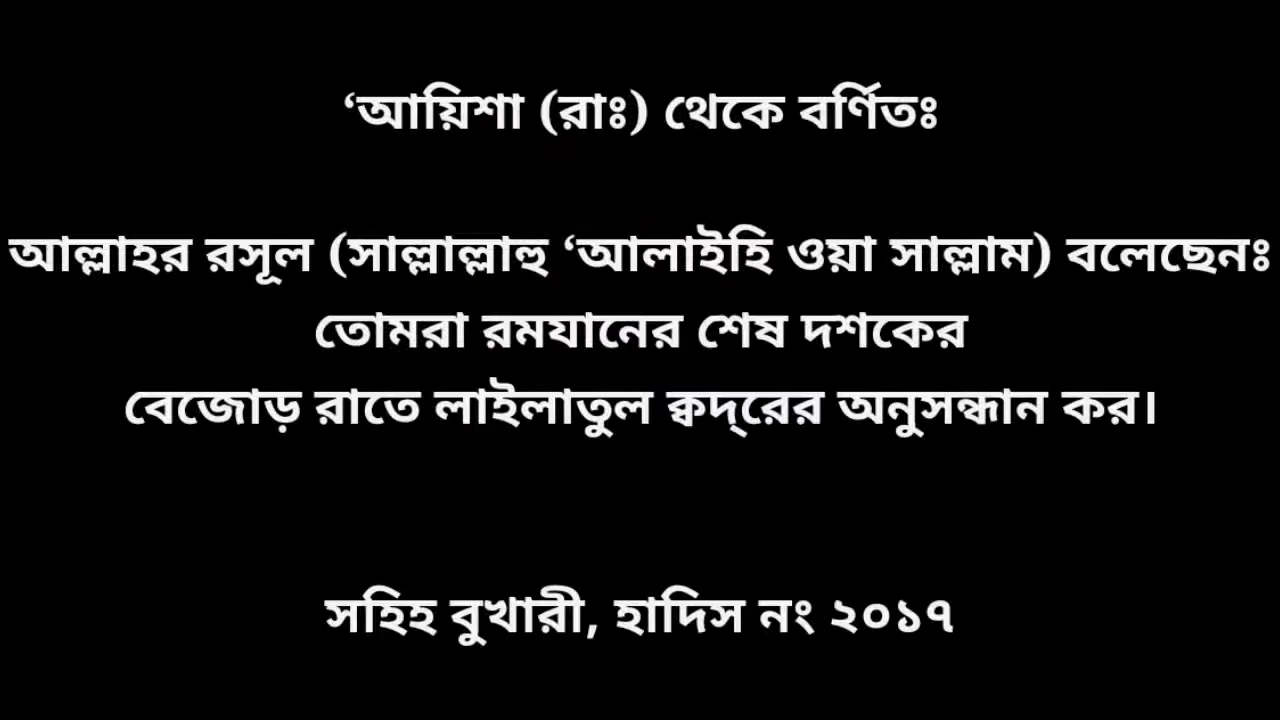 ‘আয়িশা (রাঃ) থেকে বর্ণিতঃ
আল্লাহর রসূল (সাল্লাল্লাহু ‘আলাইহি ওয়া সাল্লাম) বলেছেনঃ
তোমরা রমযানের শেষ দশকের
বেজোড় রাতে লাইলাতুল ক্বদ্‌রের অনুসন্ধান কর।
সহিহ বুখারী, হাদিস নং ২০১৭